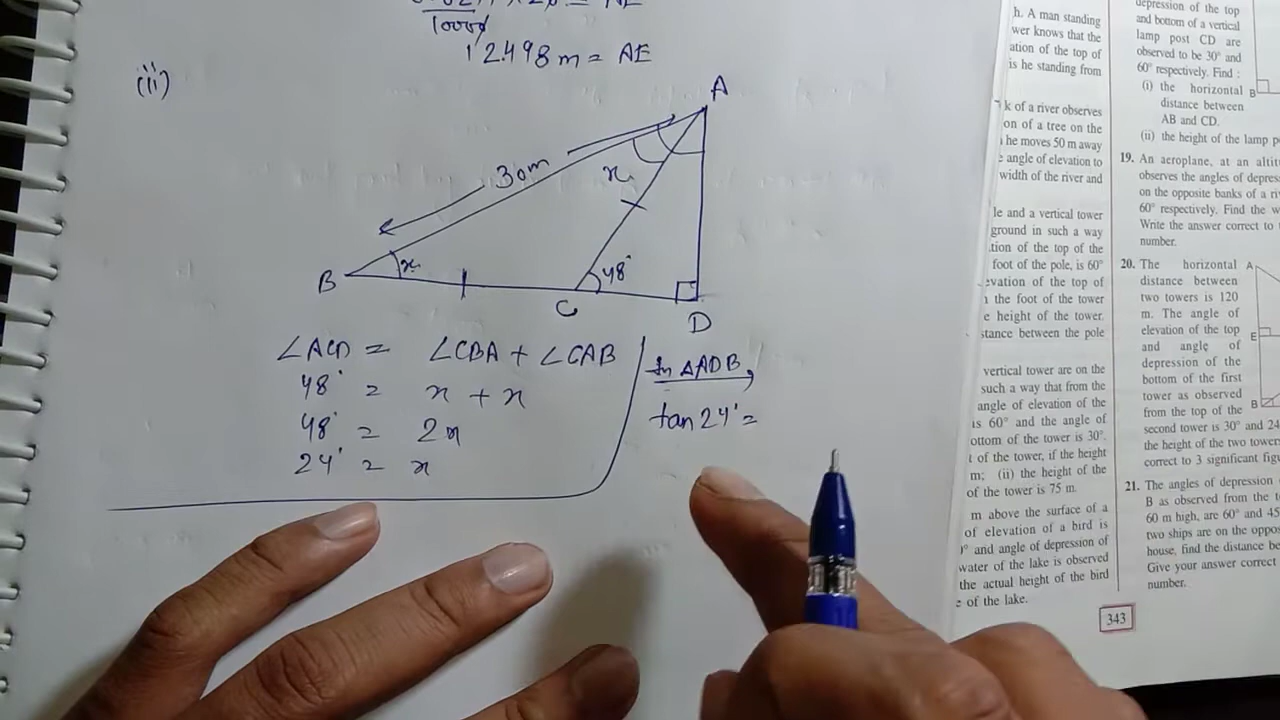 1000
12.498 m = AE
(ii)
A
30m
x
x
48°
B
C
D
∠ACD = ∠CBA + ∠CAB
48° = x + x
48° = 2x
24° = x
In △ADB,
tan 24° =
h. A man standing
wer knows that the
ation of the top of
is he standing from
k of a river observes
on of a tree on the
he moves 50 m away
angle of elevation to
width of the river and
le and a vertical tower
ground in such a way
tion of the top of the
foot of the pole, is 60°
evation of the top of
the foot of the tower
e height of the tower.
stance between the pole
vertical tower are on the
such a way that from the
angle of elevation of the
is 60° and the angle of
ottom of the tower is 30°.
of the tower, if the height
m; (ii) the height of the
of the tower is 75 m.
m above the surface of a
of elevation of a bird is
° and angle of depression of
water of the lake is observed
the actual height of the bird
e of the lake.
depression of the top
and bottom of a vertical
lamp post CD are
observed to be 30° and
60° respectively. Find :
(i) the horizontal
distance between
AB and CD.
(ii) the height of the lamp p
B
19. An aeroplane, at an altit
observes the angles of depres
on the opposite banks of a ri
60° respectively. Find the w
Write the answer correct to
number.
20. The horizontal
distance between
two towers is 120
m. The angle of
elevation of the top
and angle of
depression of the
bottom of the first
tower as observed
from the top of the
second tower is 30° and 24
the height of the two tower
correct to 3 significant fig
A
E
B
21. The angles of depression
B as observed from the t
60 m high, are 60° and 45
two ships are on the oppos
house, find the distance be
Give your answer correct
number.
343